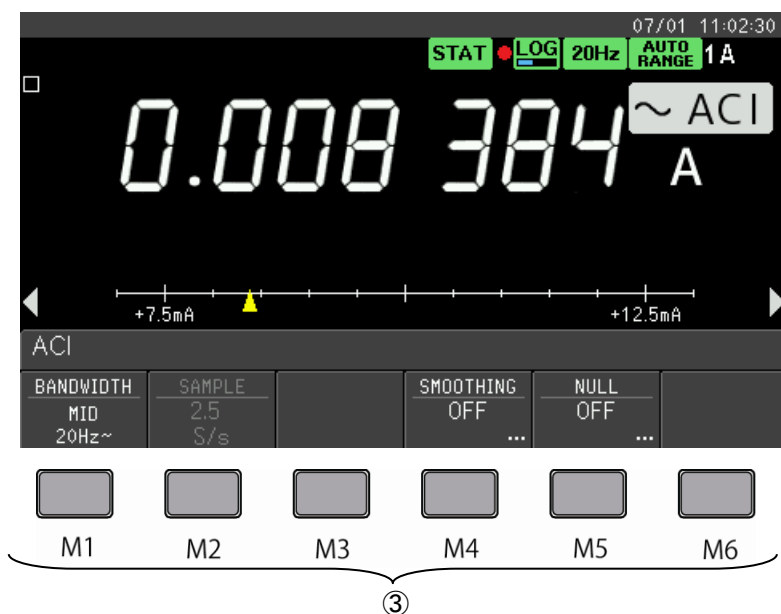 07/01 11:02:30
STAT LOG 20Hz AUTO RANGE 1 A
~ ACI
0.008 384 A
+7.5mA +12.5mA
ACI
BANDWIDTH SAMPLE SMOOTHING NULL
MID 2.5 OFF OFF
20Hz~ S/s ... ...
M1 M2 M3 M4 M5 M6
③